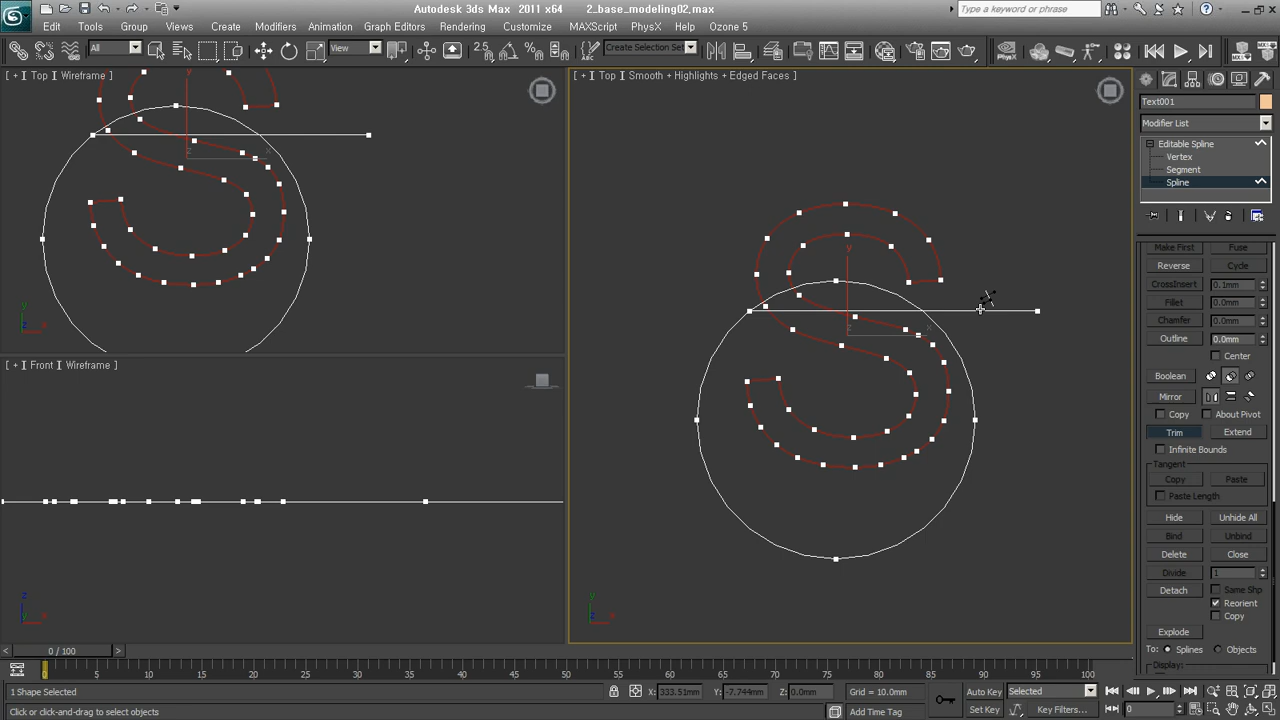 Autodesk 3ds Max 2011 x64     2_base_modeling02.max
Type a keyword or phrase
Edit Tools Group Views Create Modifiers Animation Graph Editors Rendering Customize MAXScript PhysX Ozone 5
All View 2.5 Create Selection Set
PhysX
[ + ] Top ] Wireframe ]
[ + ] Top ] Smooth + Highlights + Edged Faces ]
Text001
Modifier List
Editable Spline
Vertex
Segment
Spline
Make First Fuse
Reverse Cycle
CrossInsert 0.1mm
Fillet 0.0mm
Chamfer 0.0mm
Outline 0.0mm
Center
Boolean
Mirror
Copy About Pivot
Trim Extend
Infinite Bounds
Tangent
Copy Paste
Paste Length
Hide Unhide All
Bind Unbind
Delete Close
Divide 1
Detach Same Shp
Reorient
Copy
Explode
To: Splines Objects
Display:
y
z
x
y
x
[ + ] Front ] Wireframe ]
z
x
y
z
x
y
x
0 / 100
0 5 10 15 20 25 30 35 40 45 50 55 60 65 70 75 80 85 90 95 100
1 Shape Selected X: 333.51mm Y: -7.744mm Z: 0.0mm Grid = 10.0mm Auto Key Selected
Click or click-and-drag to select objects Add Time Tag Set Key Key Filters... 0